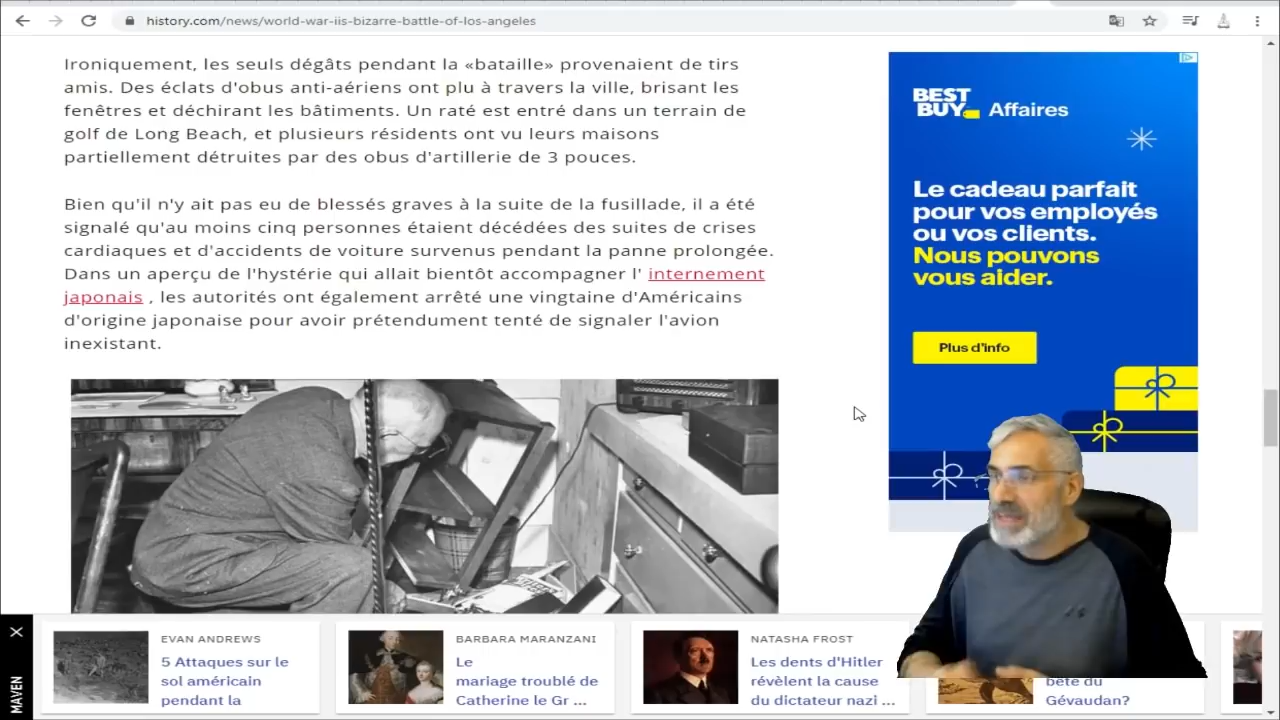 history.com/news/world-war-iis-bizarre-battle-of-los-angeles
Ironiquement, les seuls dégâts pendant la «bataille» provenaient de tirs
amis. Des éclats d'obus anti-aériens ont plu à travers la ville, brisant les
fenêtres et déchirant les bâtiments. Un raté est entré dans un terrain de
golf de Long Beach, et plusieurs résidents ont vu leurs maisons
partiellement détruites par des obus d'artillerie de 3 pouces.
Bien qu'il n'y ait pas eu de blessés graves à la suite de la fusillade, il a été
signalé qu'au moins cinq personnes étaient décédées des suites de crises
cardiaques et d'accidents de voiture survenus pendant la panne prolongée.
Dans un aperçu de l'hystérie qui allait bientôt accompagner l' internement
japonais , les autorités ont également arrêté une vingtaine d'Américains
d'origine japonaise pour avoir prétendument tenté de signaler l'avion
inexistant.
BEST
BUY Affaires
Le cadeau parfait
pour vos employés
ou vos clients.
Nous pouvons
vous aider.
Plus d'info
MAVEN
EVAN ANDREWS
5 Attaques sur le
sol américain
pendant la
BARBARA MARANZANI
Le
mariage troublé de
Catherine le Gr ...
NATASHA FROST
Les dents d'Hitler
révèlent la cause
du dictateur nazi ...
bête du
Gévaudan?